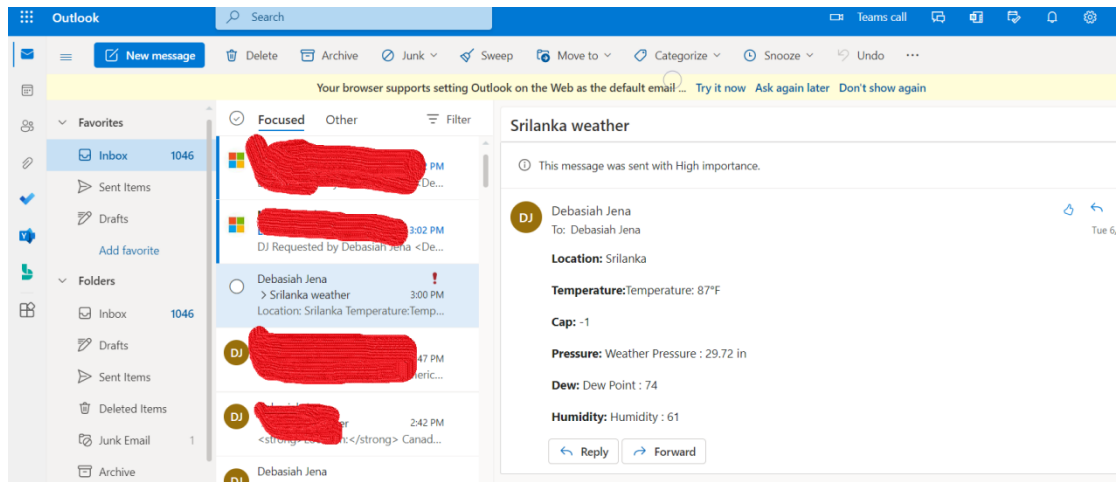 Outlook
Search
Teams call
New message
Delete
Archive
Junk
Sweep
Move to
Categorize
Snooze
Undo
Your browser supports setting Outlook on the Web as the default email ... Try it now Ask again later Don't show again
Favorites
Inbox 1046
Sent Items
Drafts
Add favorite
Folders
Inbox 1046
Drafts
Sent Items
Deleted Items
Junk Email 1
Archive
Focused Other Filter
PM
<De...
3:02 PM
DJ Requested by Debasiah Jena <De...
Debasiah Jena
> Srilanka weather 3:00 PM
Location: Srilanka Temperature:Temp...
DJ
47 PM
eric...
DJ
er 2:42 PM
<strong> :</strong> Canad...
Debasiah Jena
DJ
Srilanka weather
This message was sent with High importance.
DJ
Debasiah Jena
To: Debasiah Jena
Tue 6,
Location: Srilanka
Temperature:Temperature: 87°F
Cap: -1
Pressure: Weather Pressure : 29.72 in
Dew: Dew Point : 74
Humidity: Humidity : 61
Reply
Forward